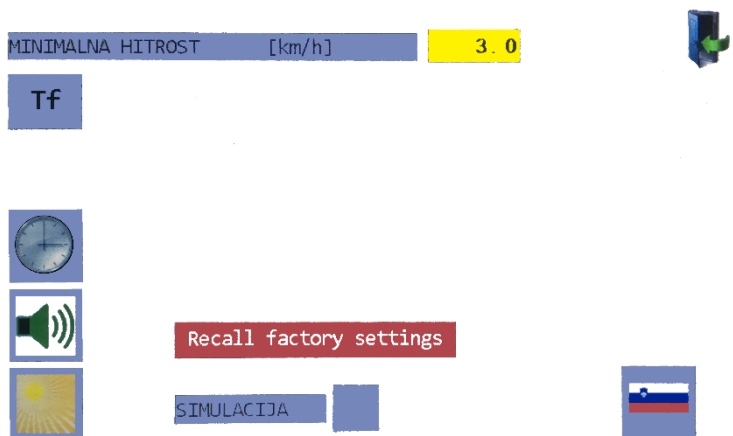 MINIMALNA HITROST [km/h] 3.0
Tf
Recall factory settings
SIMULACIJA